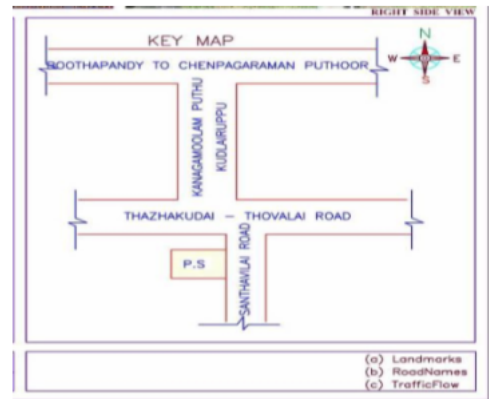 RIGHT SIDE VIEW
KEY MAP
N
W
E
S
BOOTHAPANDY TO CHENPAGARAMAN PUTHOOR
KANAGAMOOLAM PUTHU
KUDLAIRUPPU
THAZHAKUDAI – THOVALAI ROAD
SANTHAVILAI ROAD
P.S
(a) Landmarks
(b) RoadNames
(c) TrafficFlow